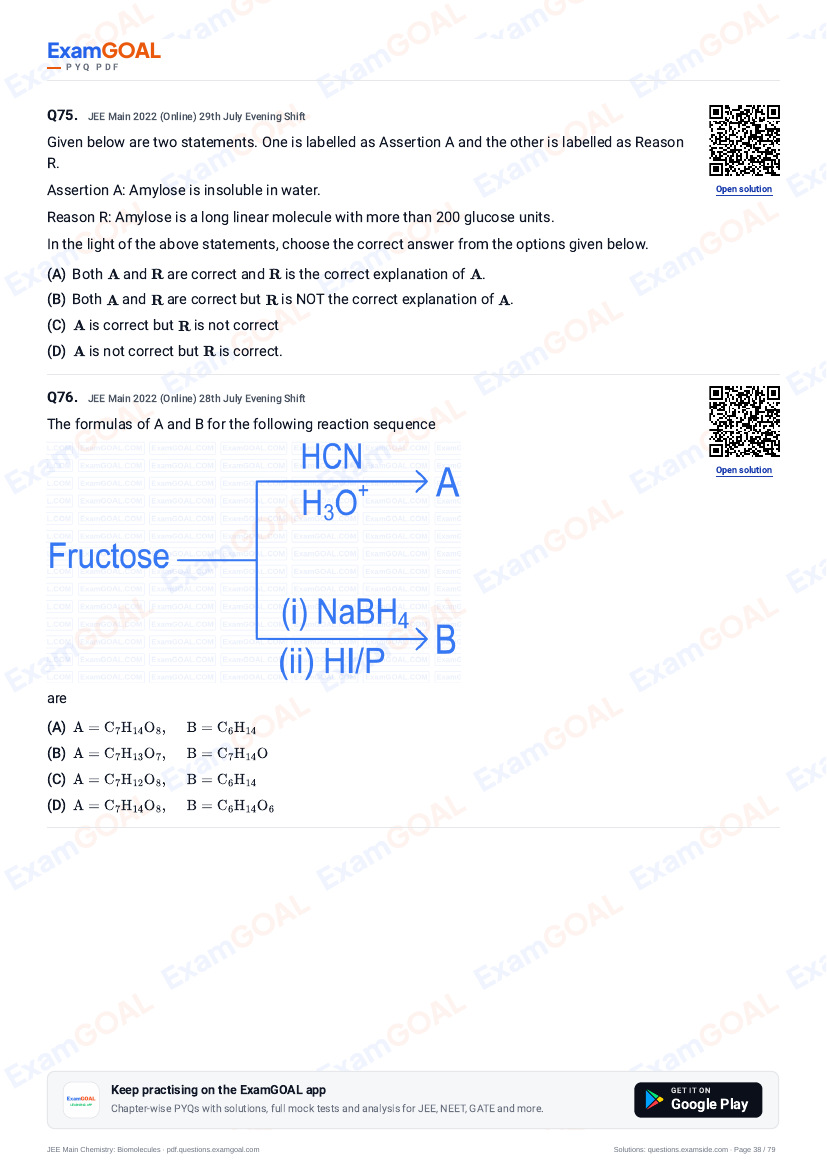 ExamGOAL
PYQ PDF
Q75. JEE Main 2022 (Online) 29th July Evening Shift
Given below are two statements. One is labelled as Assertion A and the other is labelled as Reason
R.
Open solution
Assertion A: Amylose is insoluble in water.
Reason R: Amylose is a long linear molecule with more than 200 glucose units.
In the light of the above statements, choose the correct answer from the options given below.
(A) Both A and R are correct and R is the correct explanation of A.
(B) Both A and R are correct but R is NOT the correct explanation of A.
(C) A is correct but R is not correct
(D) A is not correct but R is correct.
Q76. JEE Main 2022 (Online) 28th July Evening Shift
The formulas of A and B for the following reaction sequence
Open solution
HCN
A
H₃O⁺
Fructose
(i) NaBH₄
B
(ii) HI/P
are
(A) A = C₇H₁₄O₈, B = C₆H₁₄
(B) A = C₇H₁₃O₇, B = C₇H₁₄O
(C) A = C₇H₁₂O₈, B = C₆H₁₄
(D) A = C₇H₁₄O₈, B = C₆H₁₄O₆
Keep practising on the ExamGOAL app
Chapter-wise PYQs with solutions, full mock tests and analysis for JEE, NEET, GATE and more.
GET IT ON
Google Play
JEE Main Chemistry: Biomolecules · pdf.questions.examgoal.com
Solutions: questions.examside.com · Page 38 / 79